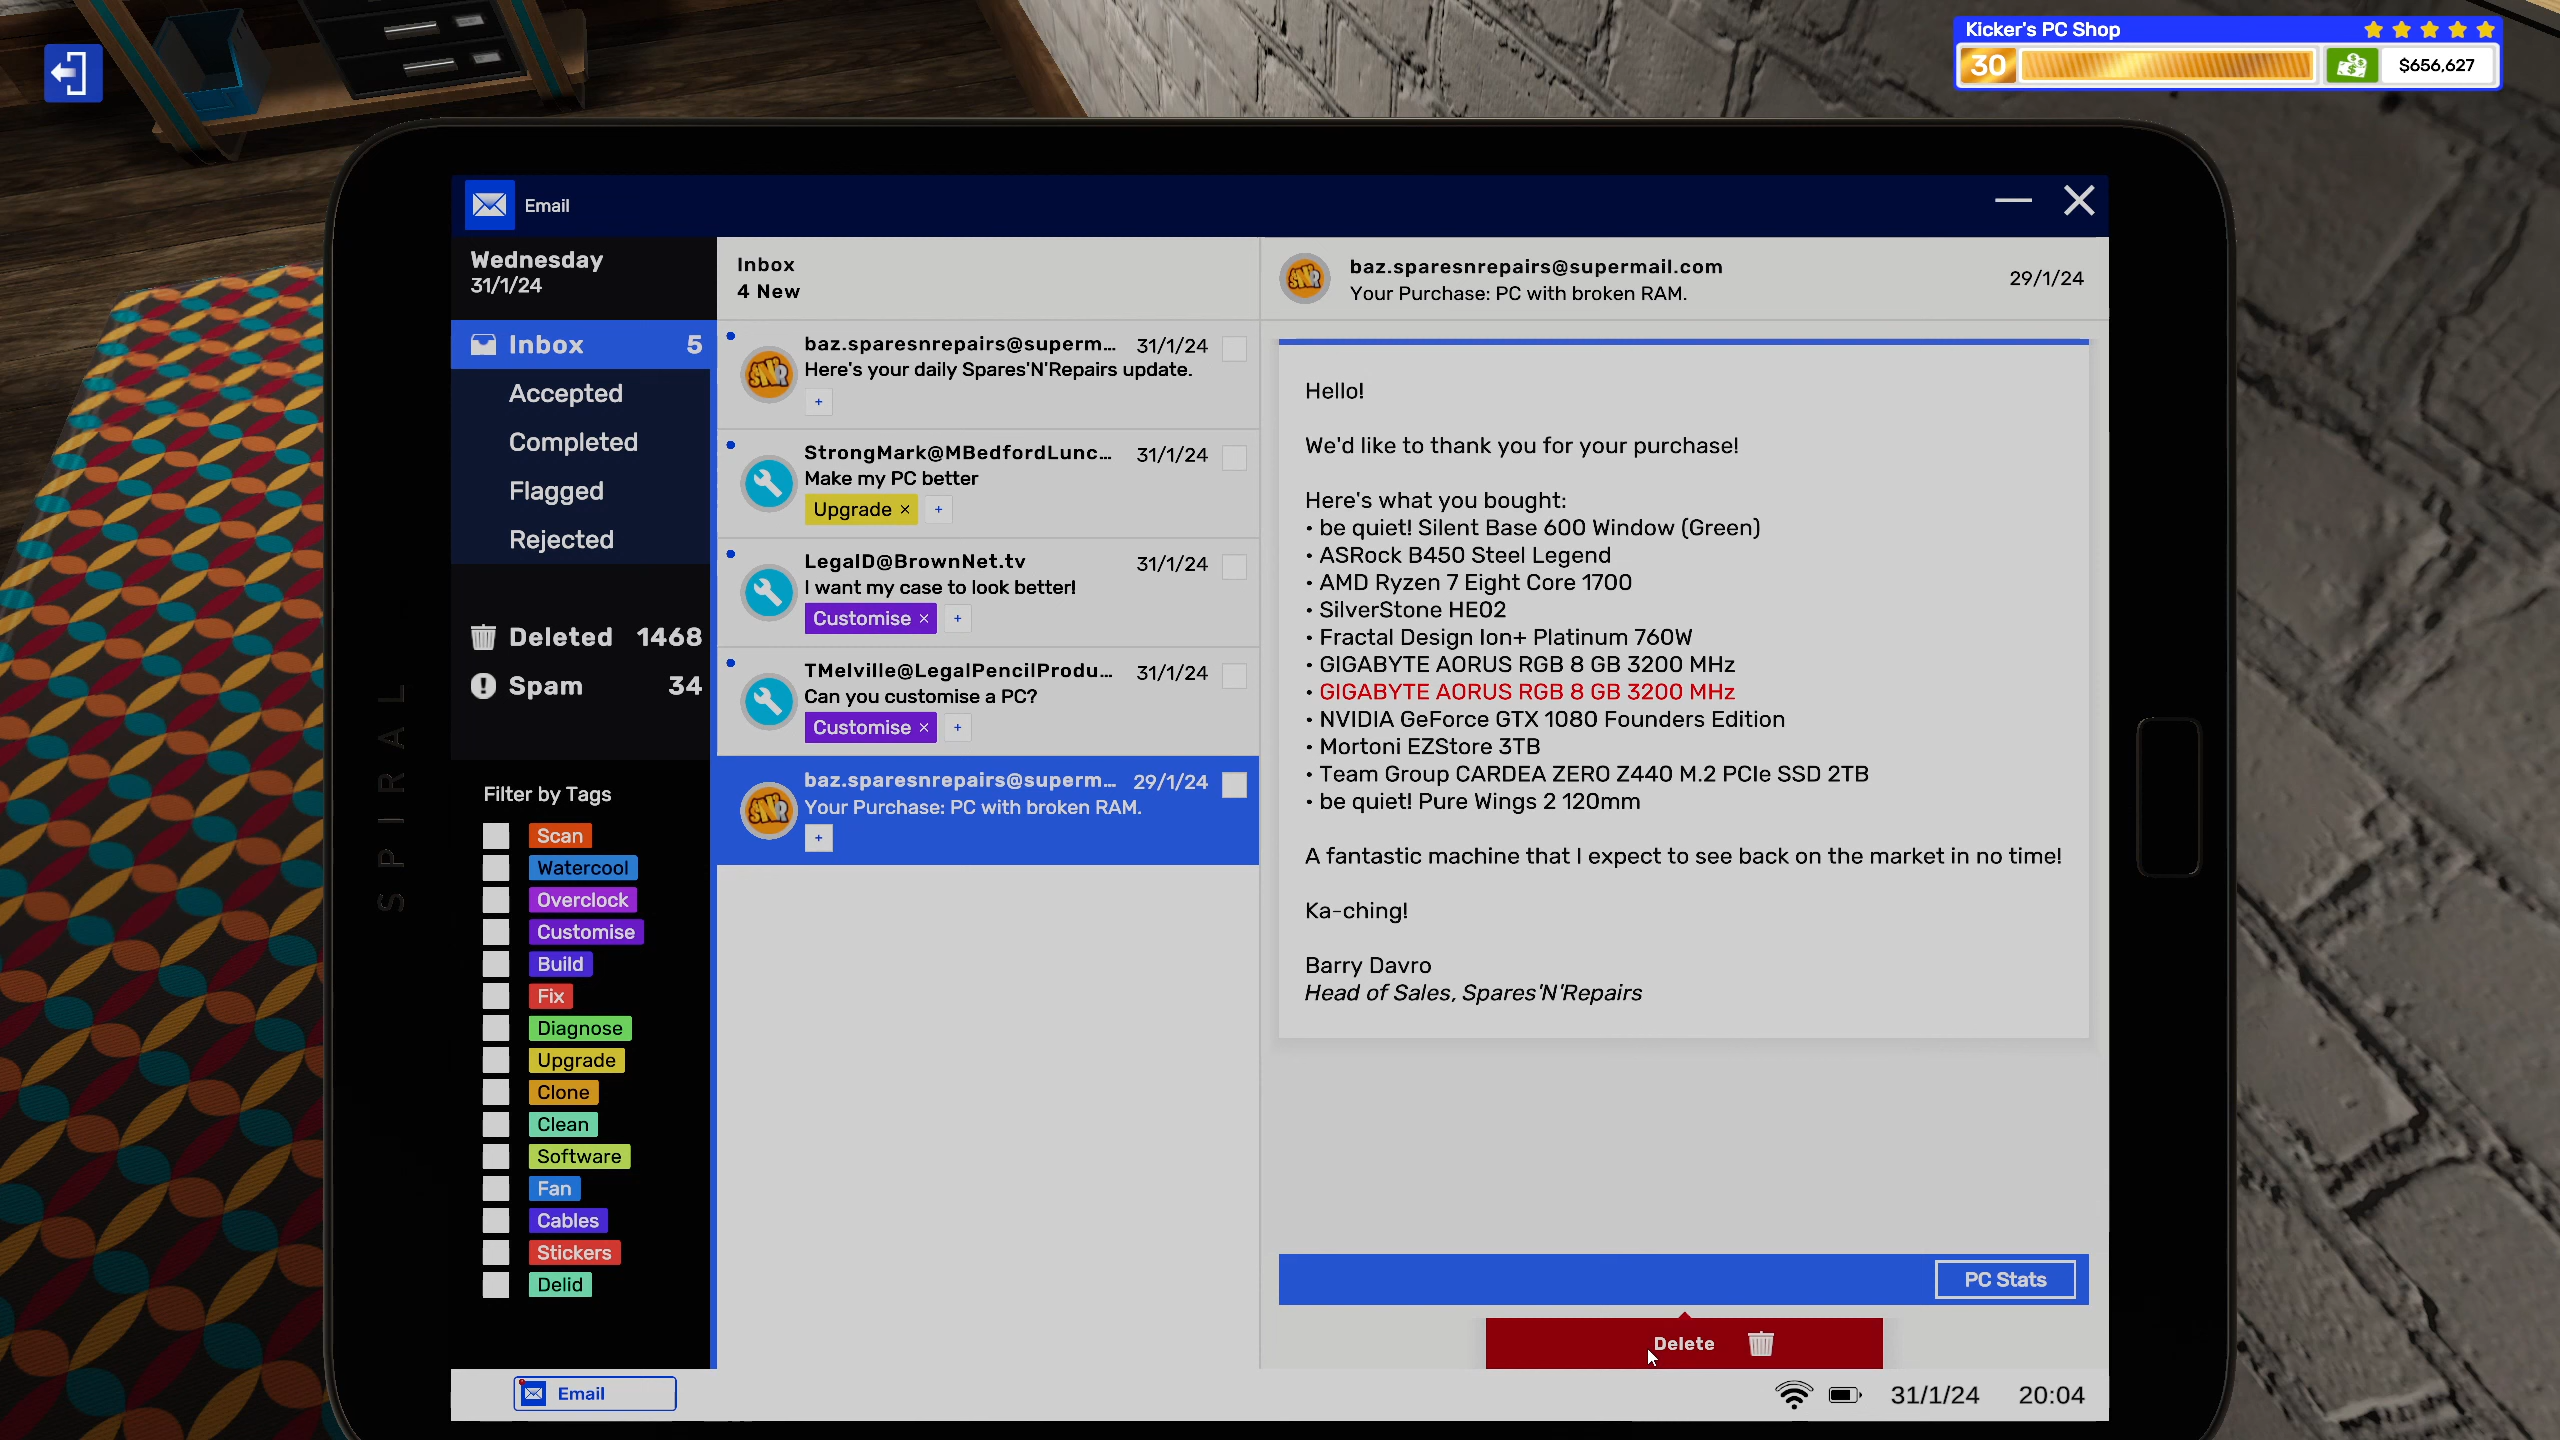 Kicker's PC Shop
30
$656,627
SPIRAL
Email
Wednesday
31/1/24
Inbox 5
Accepted
Completed
Flagged
Rejected
Deleted 1468
Spam 34
Filter by Tags
Scan
Watercool
Overclock
Customise
Build
Fix
Diagnose
Upgrade
Clone
Clean
Software
Fan
Cables
Stickers
Delid
Inbox
4 New
SNR
baz.sparesnrepairs@superm... 31/1/24
Here's your daily Spares'N'Repairs update.
+
StrongMark@MBedfordLunc... 31/1/24
Make my PC better
Upgrade × +
LegalD@BrownNet.tv 31/1/24
I want my case to look better!
Customise × +
TMelville@LegalPencilProdu... 31/1/24
Can you customise a PC?
Customise × +
SNR
baz.sparesnrepairs@superm... 29/1/24
Your Purchase: PC with broken RAM.
+
SNR
baz.sparesnrepairs@supermail.com 29/1/24
Your Purchase: PC with broken RAM.
Hello!
We'd like to thank you for your purchase!
Here's what you bought:
• be quiet! Silent Base 600 Window (Green)
• ASRock B450 Steel Legend
• AMD Ryzen 7 Eight Core 1700
• SilverStone HE02
• Fractal Design Ion+ Platinum 760W
• GIGABYTE AORUS RGB 8 GB 3200 MHz
• GIGABYTE AORUS RGB 8 GB 3200 MHz
• NVIDIA GeForce GTX 1080 Founders Edition
• Mortoni EZStore 3TB
• Team Group CARDEA ZERO Z440 M.2 PCIe SSD 2TB
• be quiet! Pure Wings 2 120mm
A fantastic machine that I expect to see back on the market in no time!
Ka-ching!
Barry Davro
Head of Sales, Spares'N'Repairs
PC Stats
Delete
Email
31/1/24 20:04